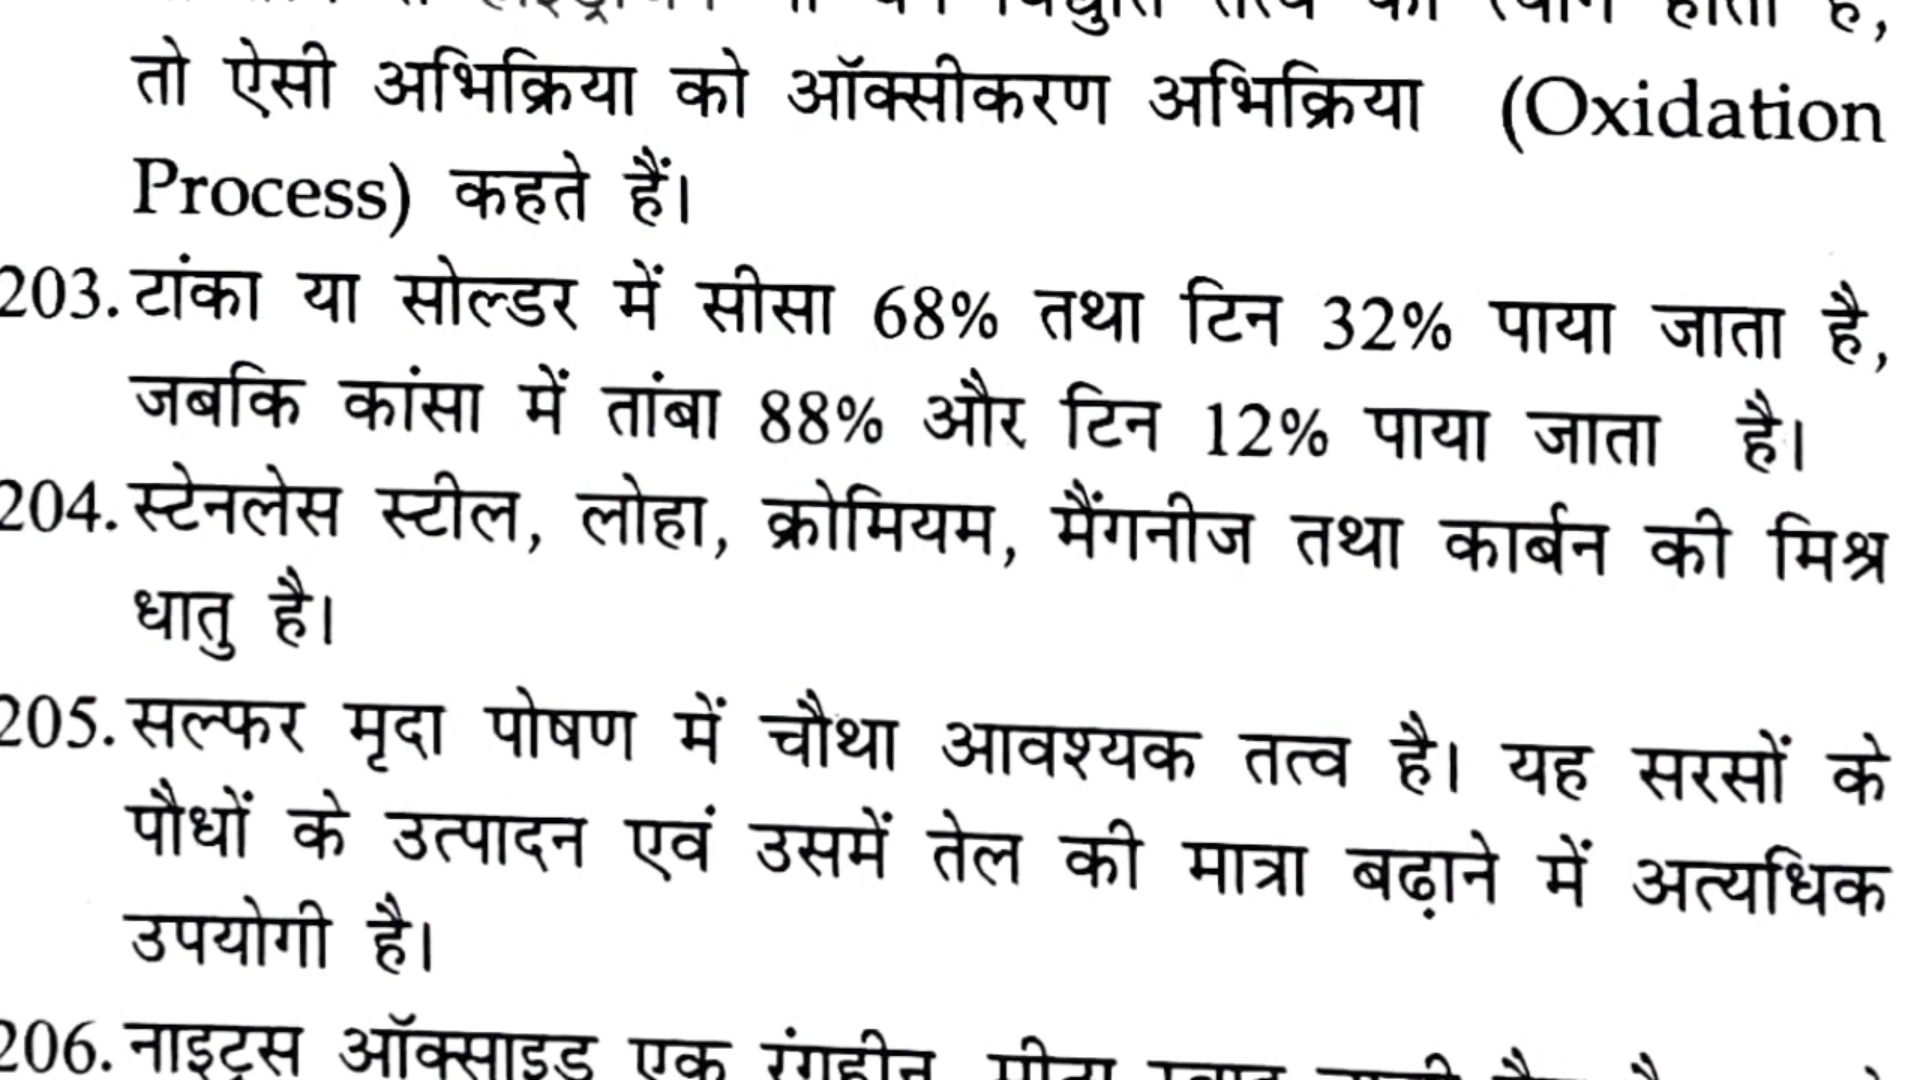 तो ऐसी अभिक्रिया को ऑक्सीकरण अभिक्रिया (Oxidation
Process) कहते हैं।
203. टांका या सोल्डर में सीसा 68% तथा टिन 32% पाया जाता है,
जबकि कांसा में तांबा 88% और टिन 12% पाया जाता है।
204. स्टेनलेस स्टील, लोहा, क्रोमियम, मैंगनीज तथा कार्बन की मिश्र
धातु है।
205. सल्फर मृदा पोषण में चौथा आवश्यक तत्व है। यह सरसों के
पौधों के उत्पादन एवं उसमें तेल की मात्रा बढ़ाने में अत्यधिक
उपयोगी है।
206. नाइट्रस ऑक्साइड एक रंगहीन